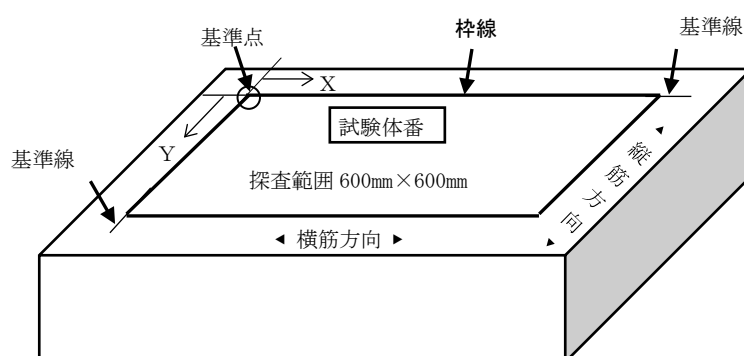 基準点
枠線
基準線
X
試験体番
Y
基準線
探査範囲 600mm×600mm
縦筋方向
横筋方向